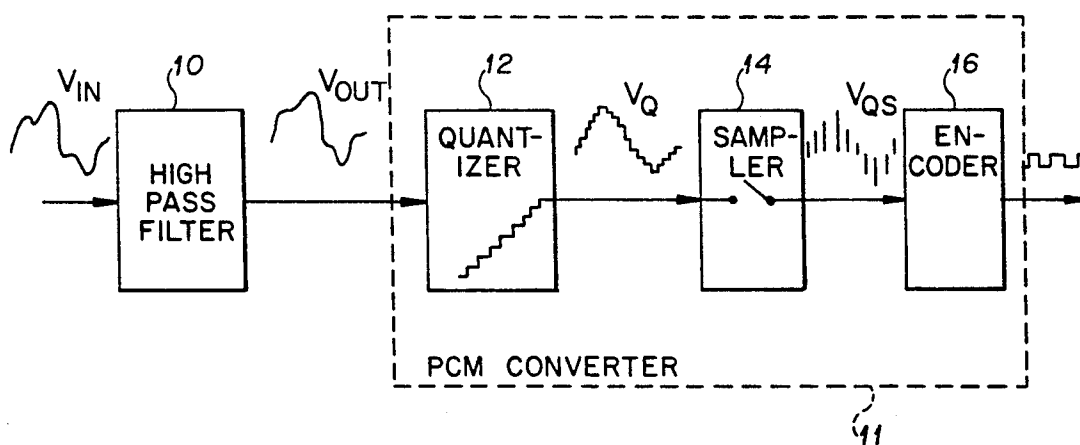 10
12
14
16
V_IN
V_OUT
V_Q
V_QS
HIGH
PASS
FILTER
QUANT-
IZER
SAMP-
LER
EN-
CODER
PCM CONVERTER
11